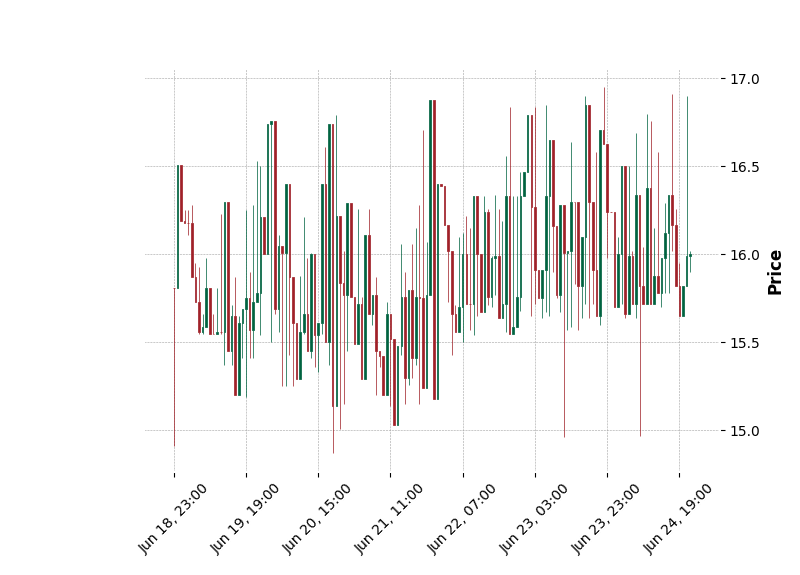 17.0
16.5
16.0
15.5
15.0
Price
Jun 18, 23:00
Jun 19, 19:00
Jun 20, 15:00
Jun 21, 11:00
Jun 22, 07:00
Jun 23, 03:00
Jun 23, 23:00
Jun 24, 19:00